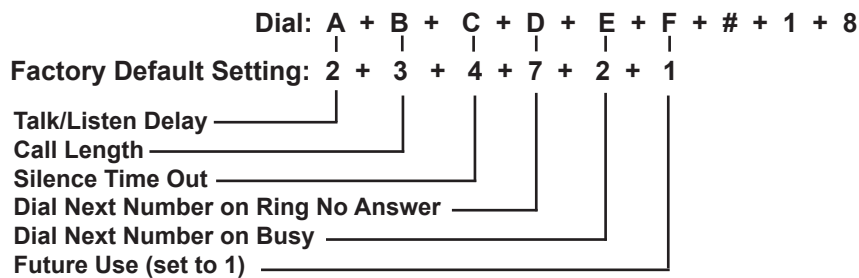 Dial: A + B + C + D + E + F + # + 1 + 8
Factory Default Setting: 2 + 3 + 4 + 7 + 2 + 1
Talk/Listen Delay
Call Length
Silence Time Out
Dial Next Number on Ring No Answer
Dial Next Number on Busy
Future Use (set to 1)